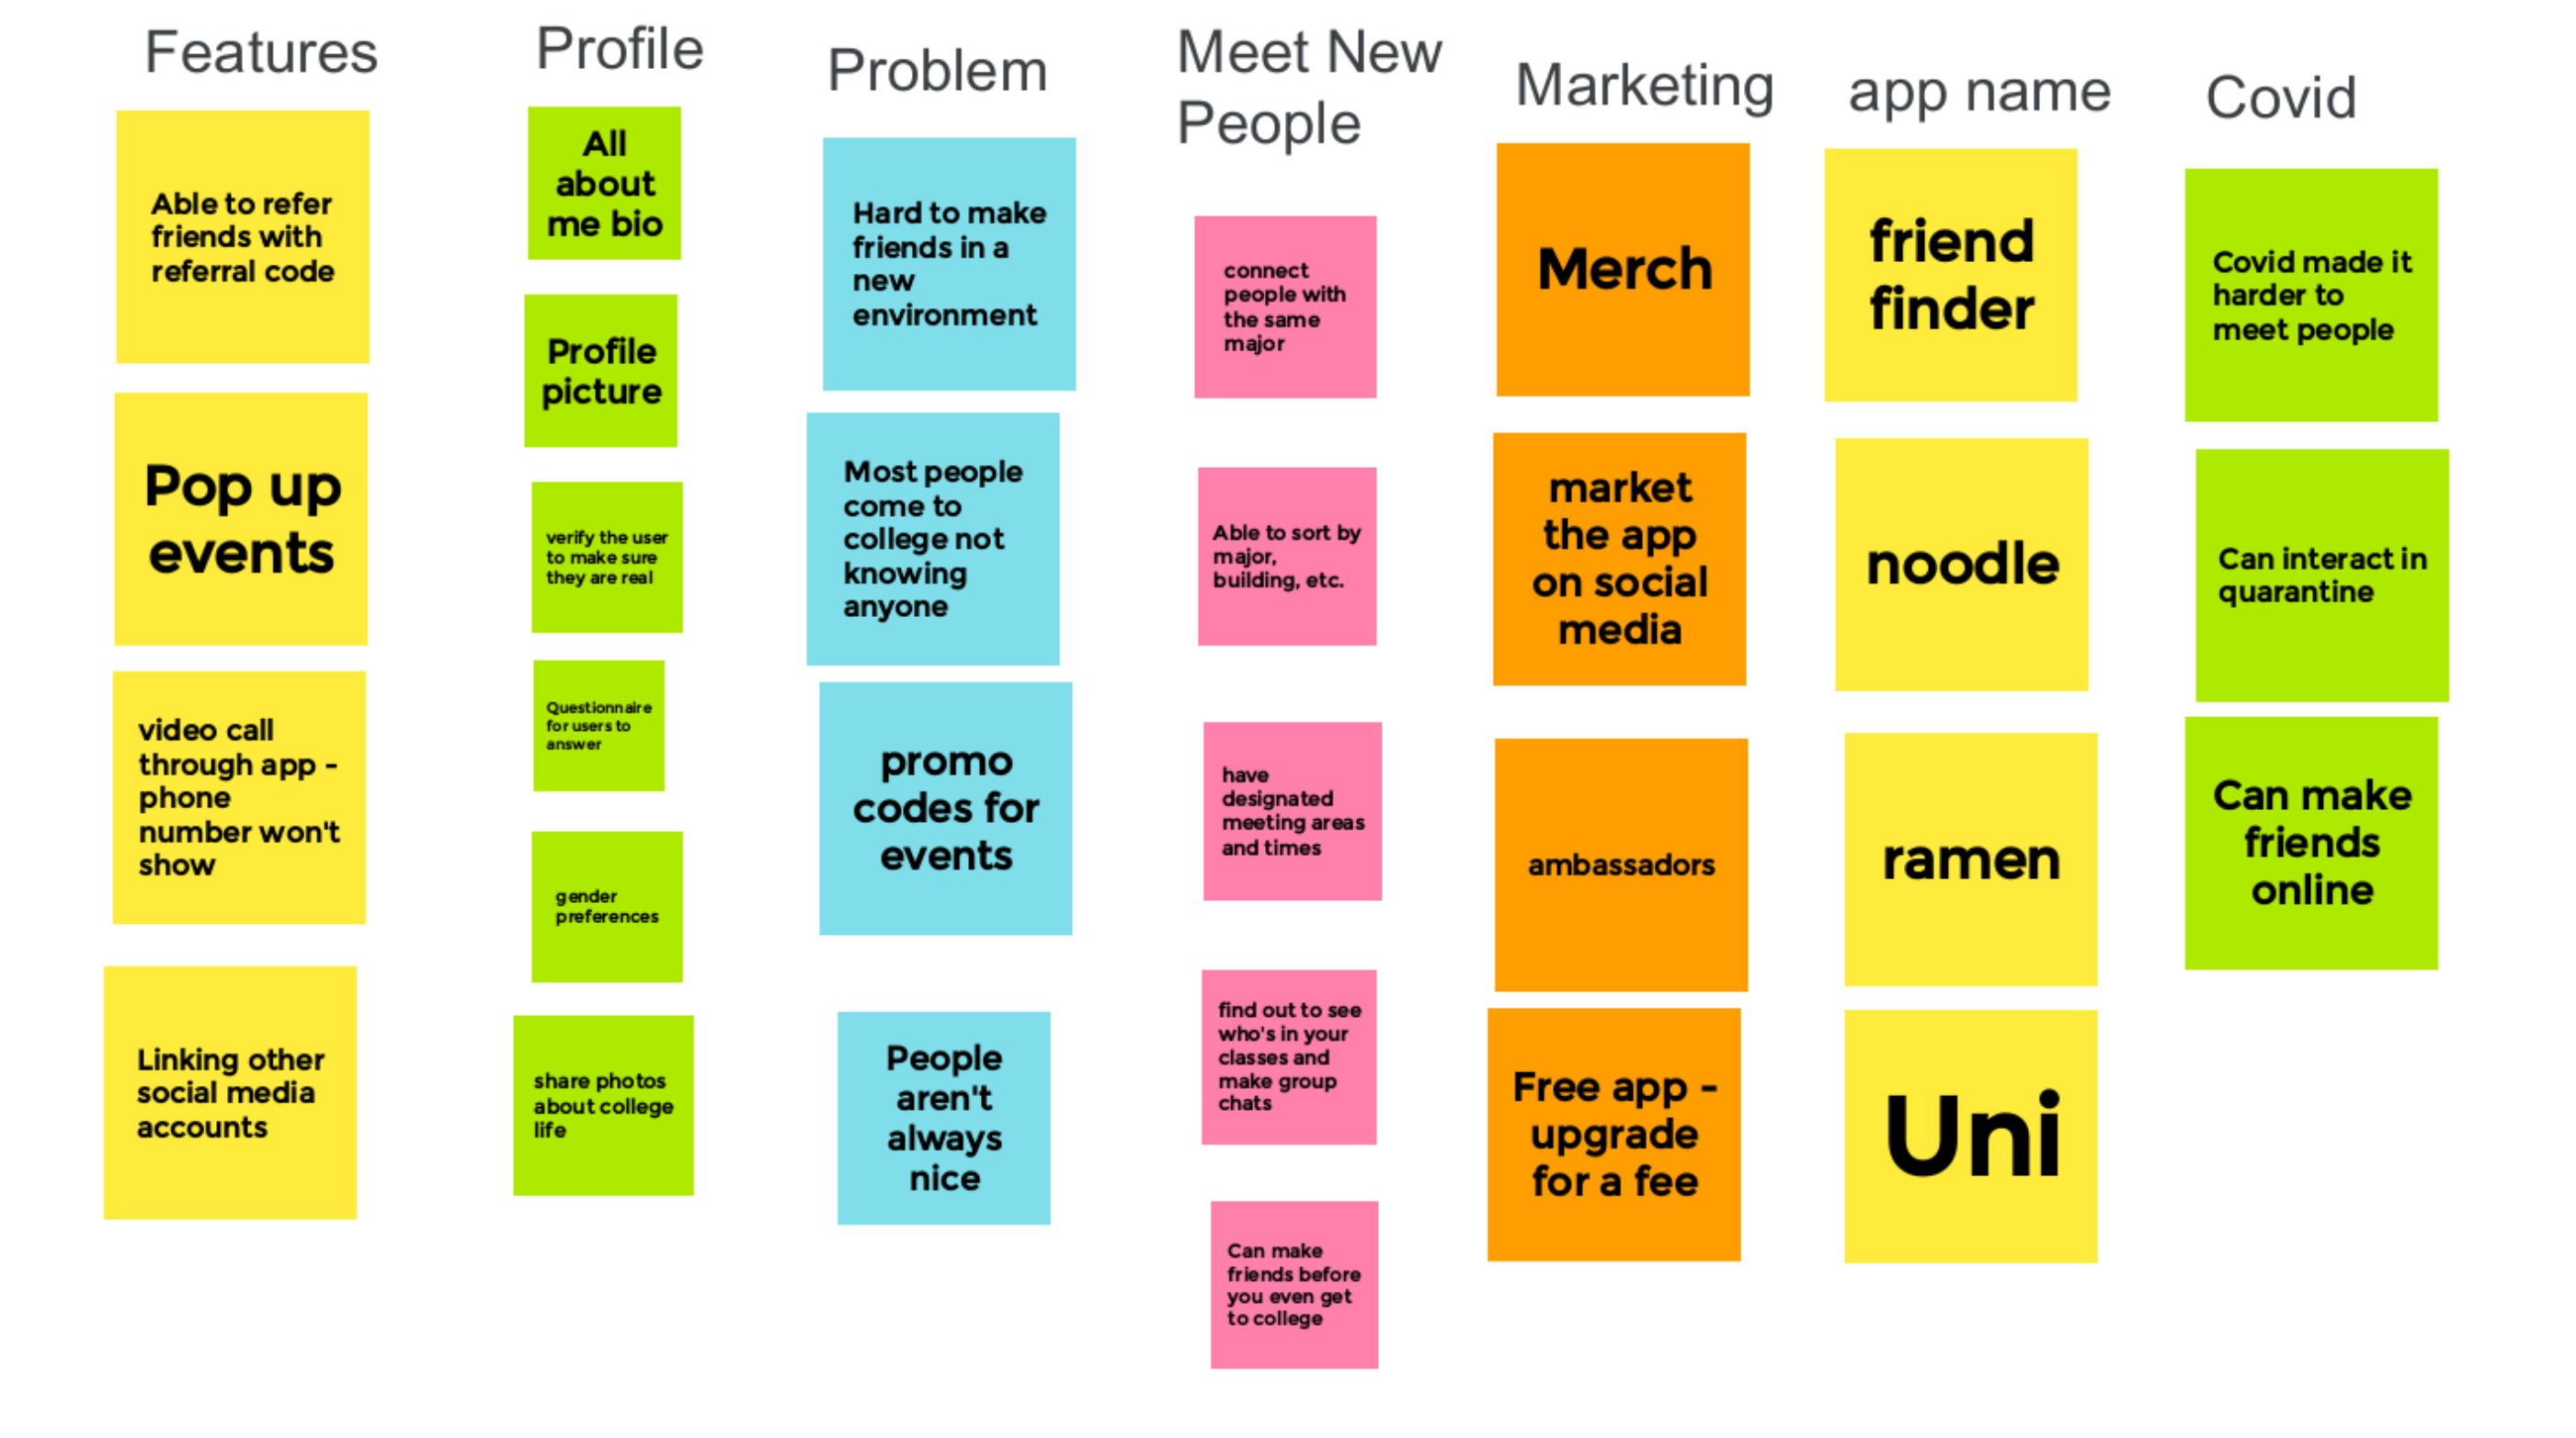 Features
Able to refer
friends with
referral code
Pop up
events
video call
through app -
phone
number won't
show
Linking other
social media
accounts
Profile
All
about
me bio
Profile
picture
verify the user
to make sure
they are real
Questionnaire
for users to
answer
gender
preferences
share photos
about college
life
Problem
Hard to make
friends in a
new
environment
Most people
come to
college not
knowing
anyone
promo
codes for
events
People
aren't
always
nice
Meet New
People
connect
people with
the same
major
Able to sort by
major,
building, etc.
have
designated
meeting areas
and times
find out to see
who's in your
classes and
make group
chats
Can make
friends before
you even get
to college
Marketing
Merch
market
the app
on social
media
ambassadors
Free app -
upgrade
for a fee
app name
friend
finder
noodle
ramen
Uni
Covid
Covid made it
harder to
meet people
Can interact in
quarantine
Can make
friends
online